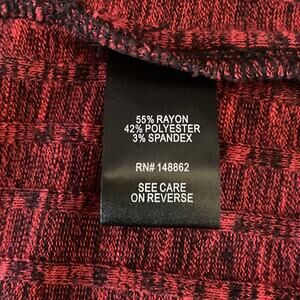 55% RAYON
42% POLYESTER
3% SPANDEX
RN# 148862
SEE CARE
ON REVERSE